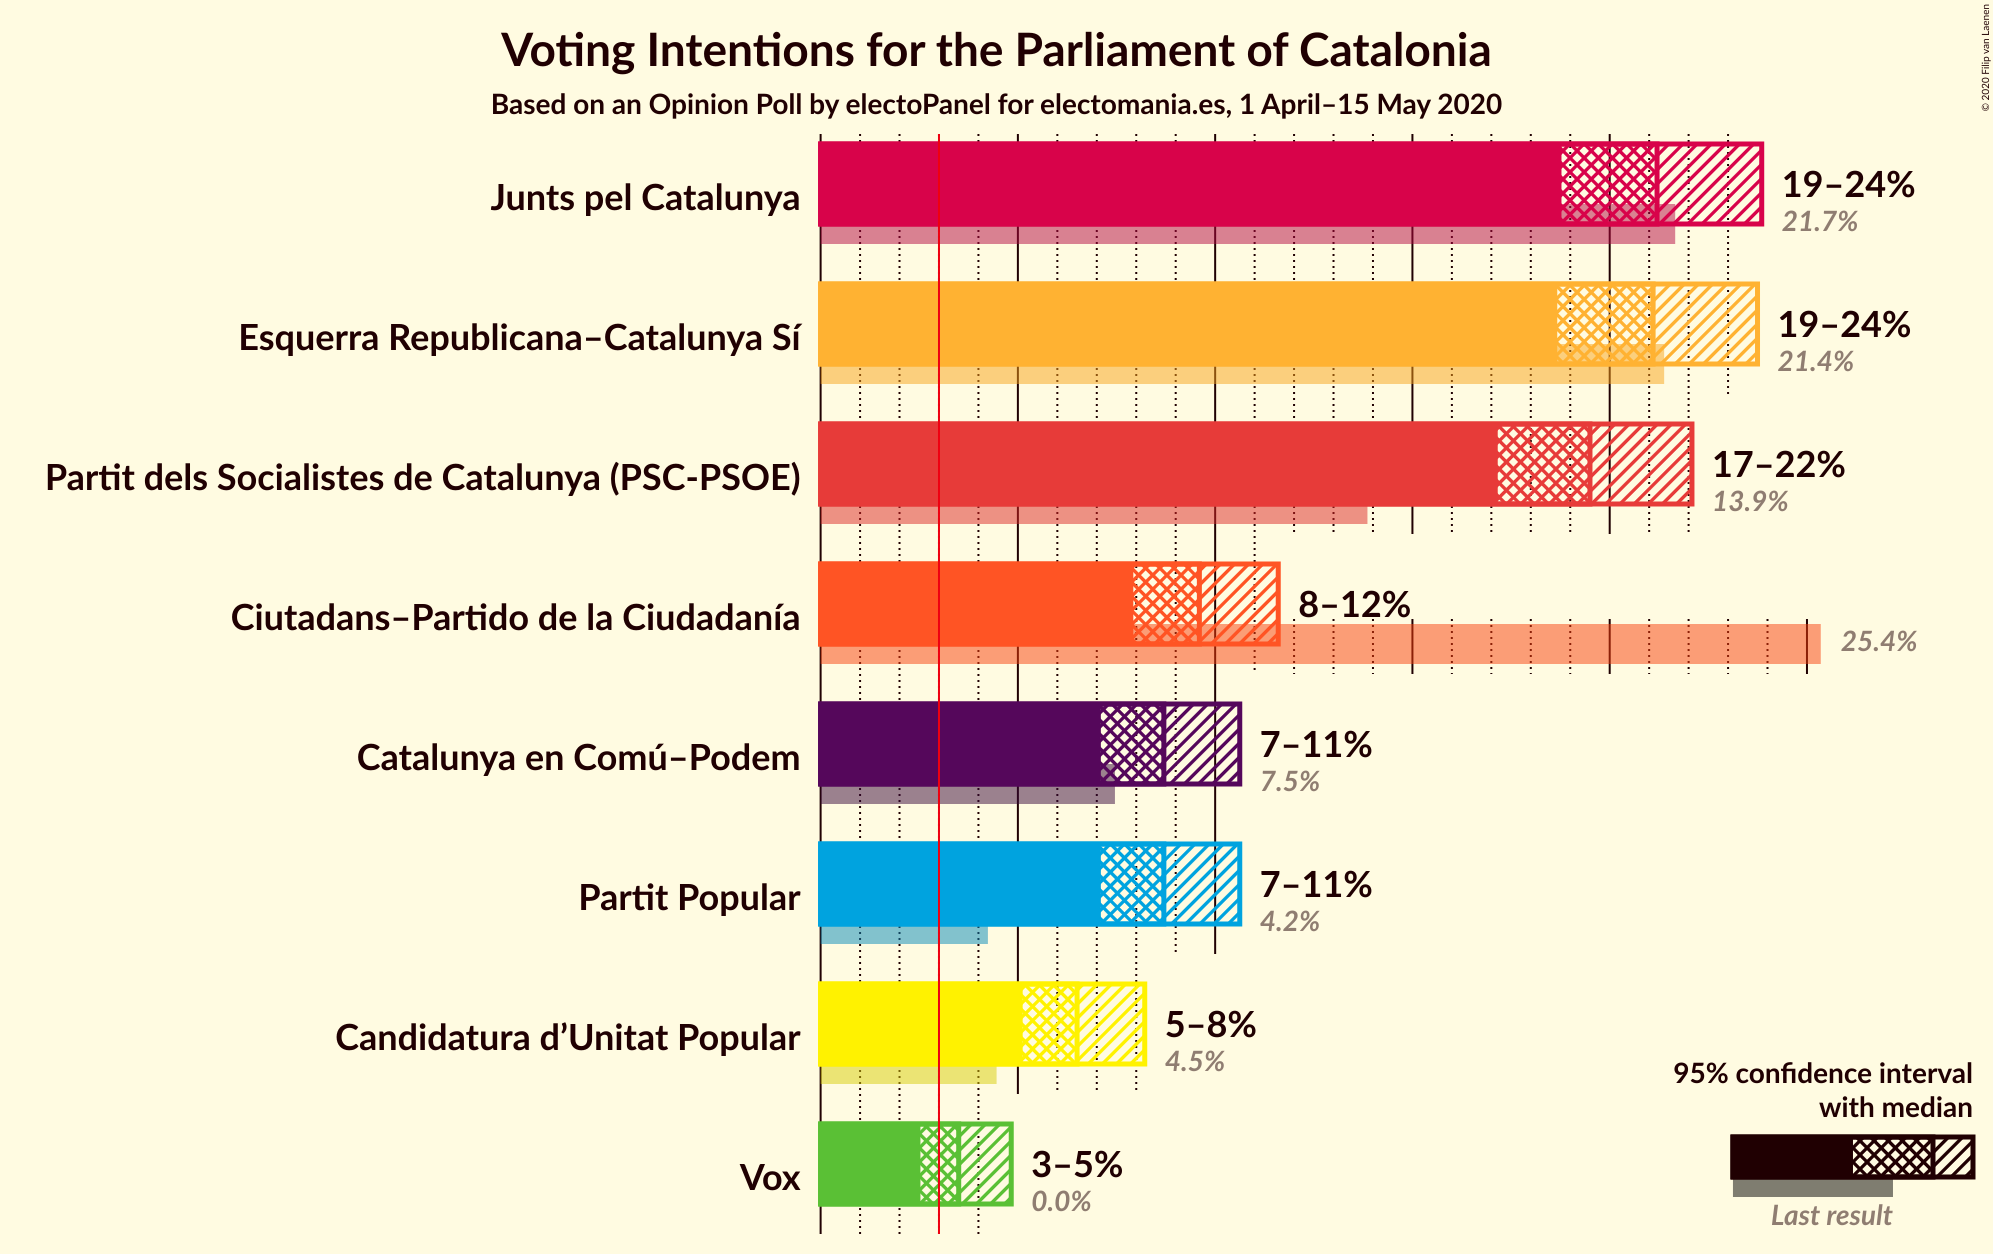 Voting Intentions for the Parliament of Catalonia
Based on an Opinion Poll by electoPanel for electomania.es, 1 April–15 May 2020
© 2020 Filip van Laenen
Junts pel Catalunya
19–24%
21.7%
Esquerra Republicana–Catalunya Sí
19–24%
21.4%
Partit dels Socialistes de Catalunya (PSC-PSOE)
17–22%
13.9%
Ciutadans–Partido de la Ciudadanía
8–12%
25.4%
Catalunya en Comú–Podem
7–11%
7.5%
Partit Popular
7–11%
4.2%
Candidatura d’Unitat Popular
5–8%
4.5%
Vox
3–5%
0.0%
95% confidence interval
with median
Last result